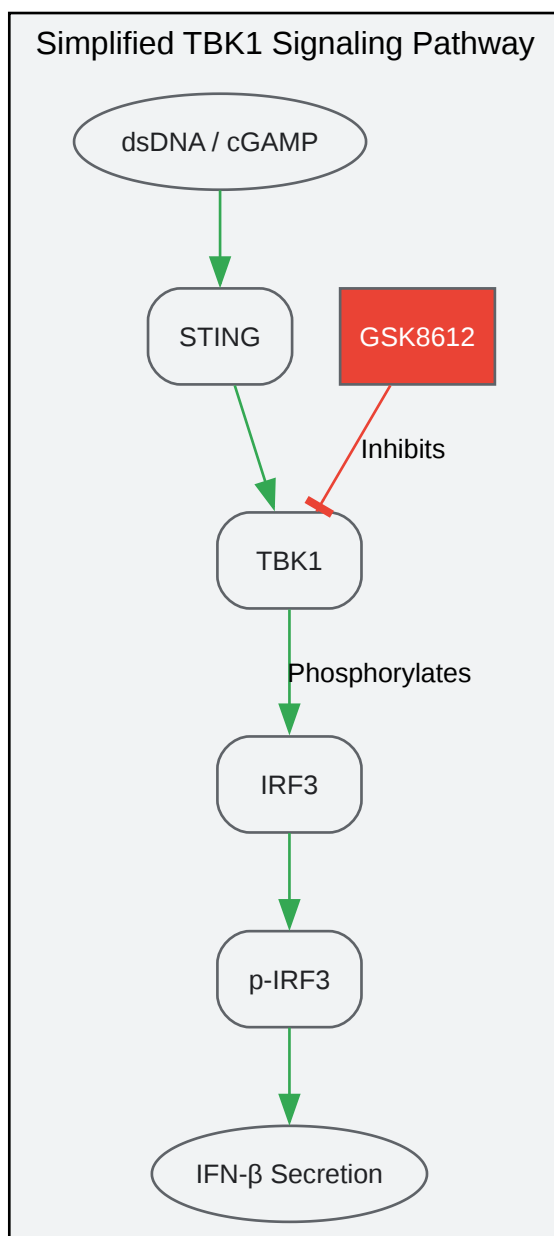 Simplified TBK1 Signaling Pathway
dsDNA / cGAMP
STING
GSK8612
Inhibits
TBK1
Phosphorylates
IRF3
p-IRF3
IFN-β Secretion